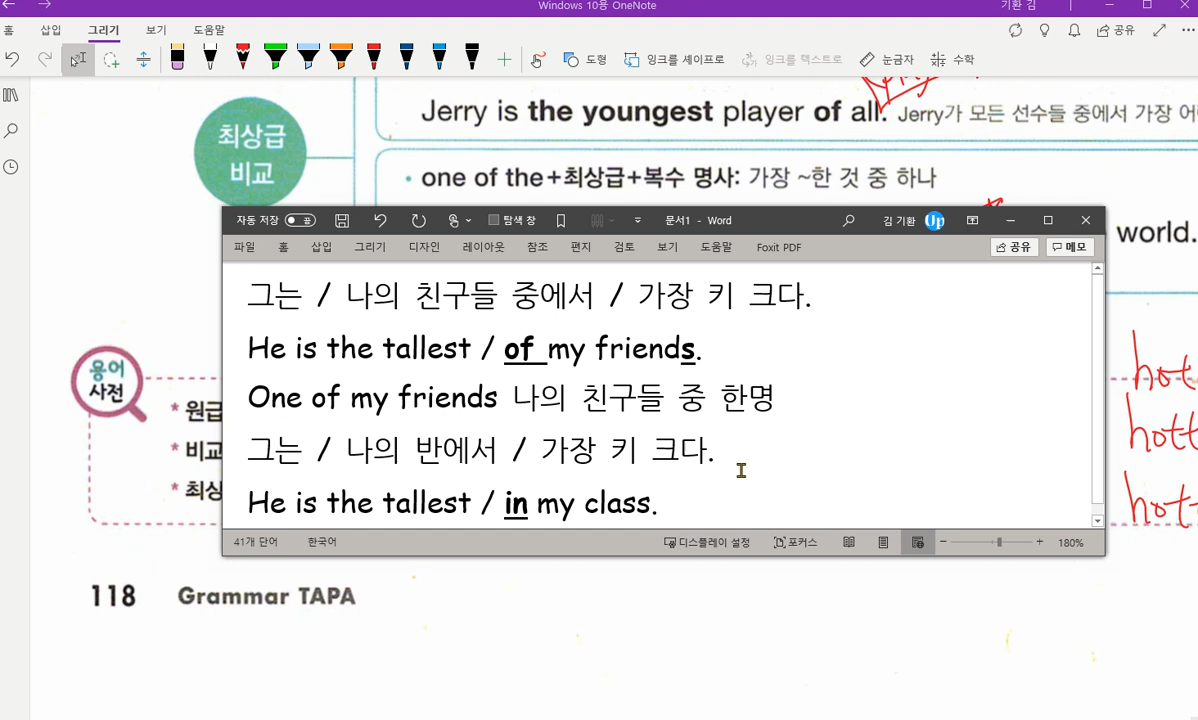 Windows 10용 OneNote
기환 김
홈 삽입 그리기 보기 도움말
공유
도형 잉크를 셰이프로 잉크를 텍스트로 눈금자 수학
Jerry is the youngest player of all. Jerry가 모든 선수들 중에서 가장
최상급
비교
• one of the+최상급+복수 명사: 가장 ~한 것 중 하나
world.
자동 저장 끔 탐색 창 문서1 - Word 김 기환
파일 홈 삽입 그리기 디자인 레이아웃 참조 편지 검토 보기 도움말 Foxit PDF 공유 메모
그는 / 나의 친구들 중에서 / 가장 키 크다.
He is the tallest / of my friends.
One of my friends 나의 친구들 중 한명
그는 / 나의 반에서 / 가장 키 크다.
He is the tallest / in my class.
41개 단어 한국어 디스플레이 설정 포커스 180%
용어
사전
* 원급
* 비교
* 최상
hot
hott
hott
118 Grammar TAPA